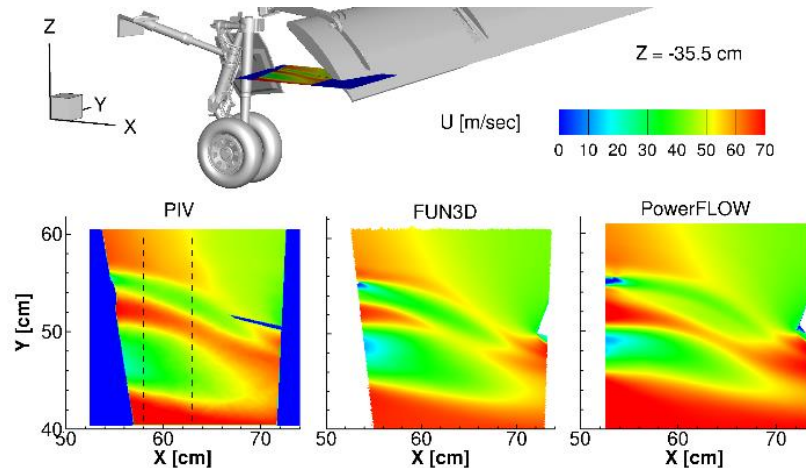 Z
Y
X
Z = -35.5 cm
U [m/sec]
0 10 20 30 40 50 60 70
PIV
FUN3D
PowerFLOW
Y [cm]
60
50
40
50 60 70
X [cm]
50 60 70
X [cm]
50 60 70
X [cm]